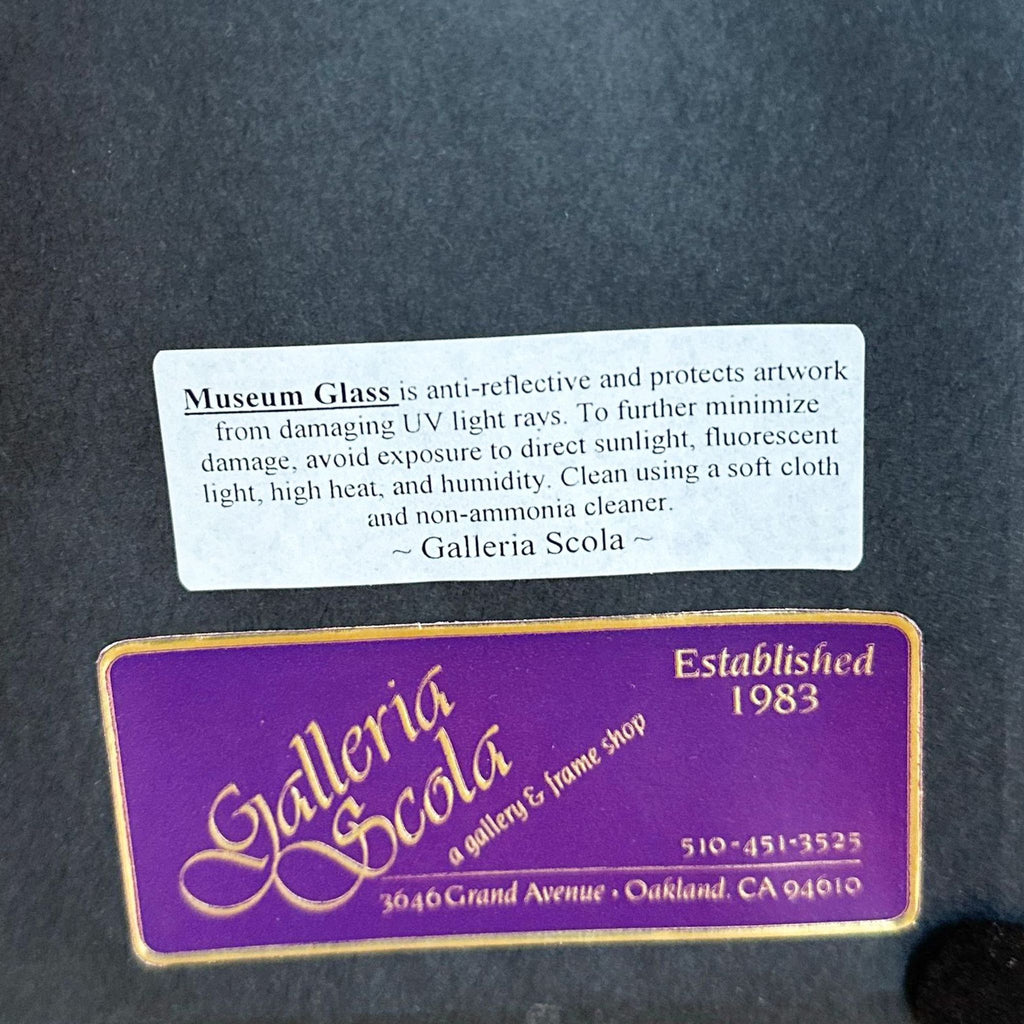 Museum Glass is anti-reflective and protects artwork
from damaging UV light rays. To further minimize
damage, avoid exposure to direct sunlight, fluorescent
light, high heat, and humidity. Clean using a soft cloth
and non-ammonia cleaner.
~ Galleria Scola ~
Established
1983
Galleria
Scola
a gallery & frame shop
510-451-3525
3646 Grand Avenue • Oakland, CA 94610